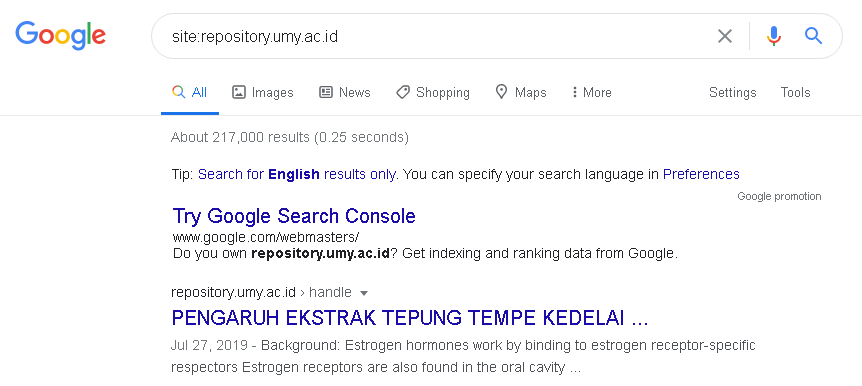 Google
site:repository.umy.ac.id
All Images News Shopping Maps More Settings Tools
About 217,000 results (0.25 seconds)
Tip: Search for English results only. You can specify your search language in Preferences
Google promotion
Try Google Search Console
www.google.com/webmasters/
Do you own repository.umy.ac.id? Get indexing and ranking data from Google.
repository.umy.ac.id › handle
PENGARUH EKSTRAK TEPUNG TEMPE KEDELAI ...
Jul 27, 2019 - Background: Estrogen hormones work by binding to estrogen receptor-specific
respectors Estrogen receptors are also found in the oral cavity ...